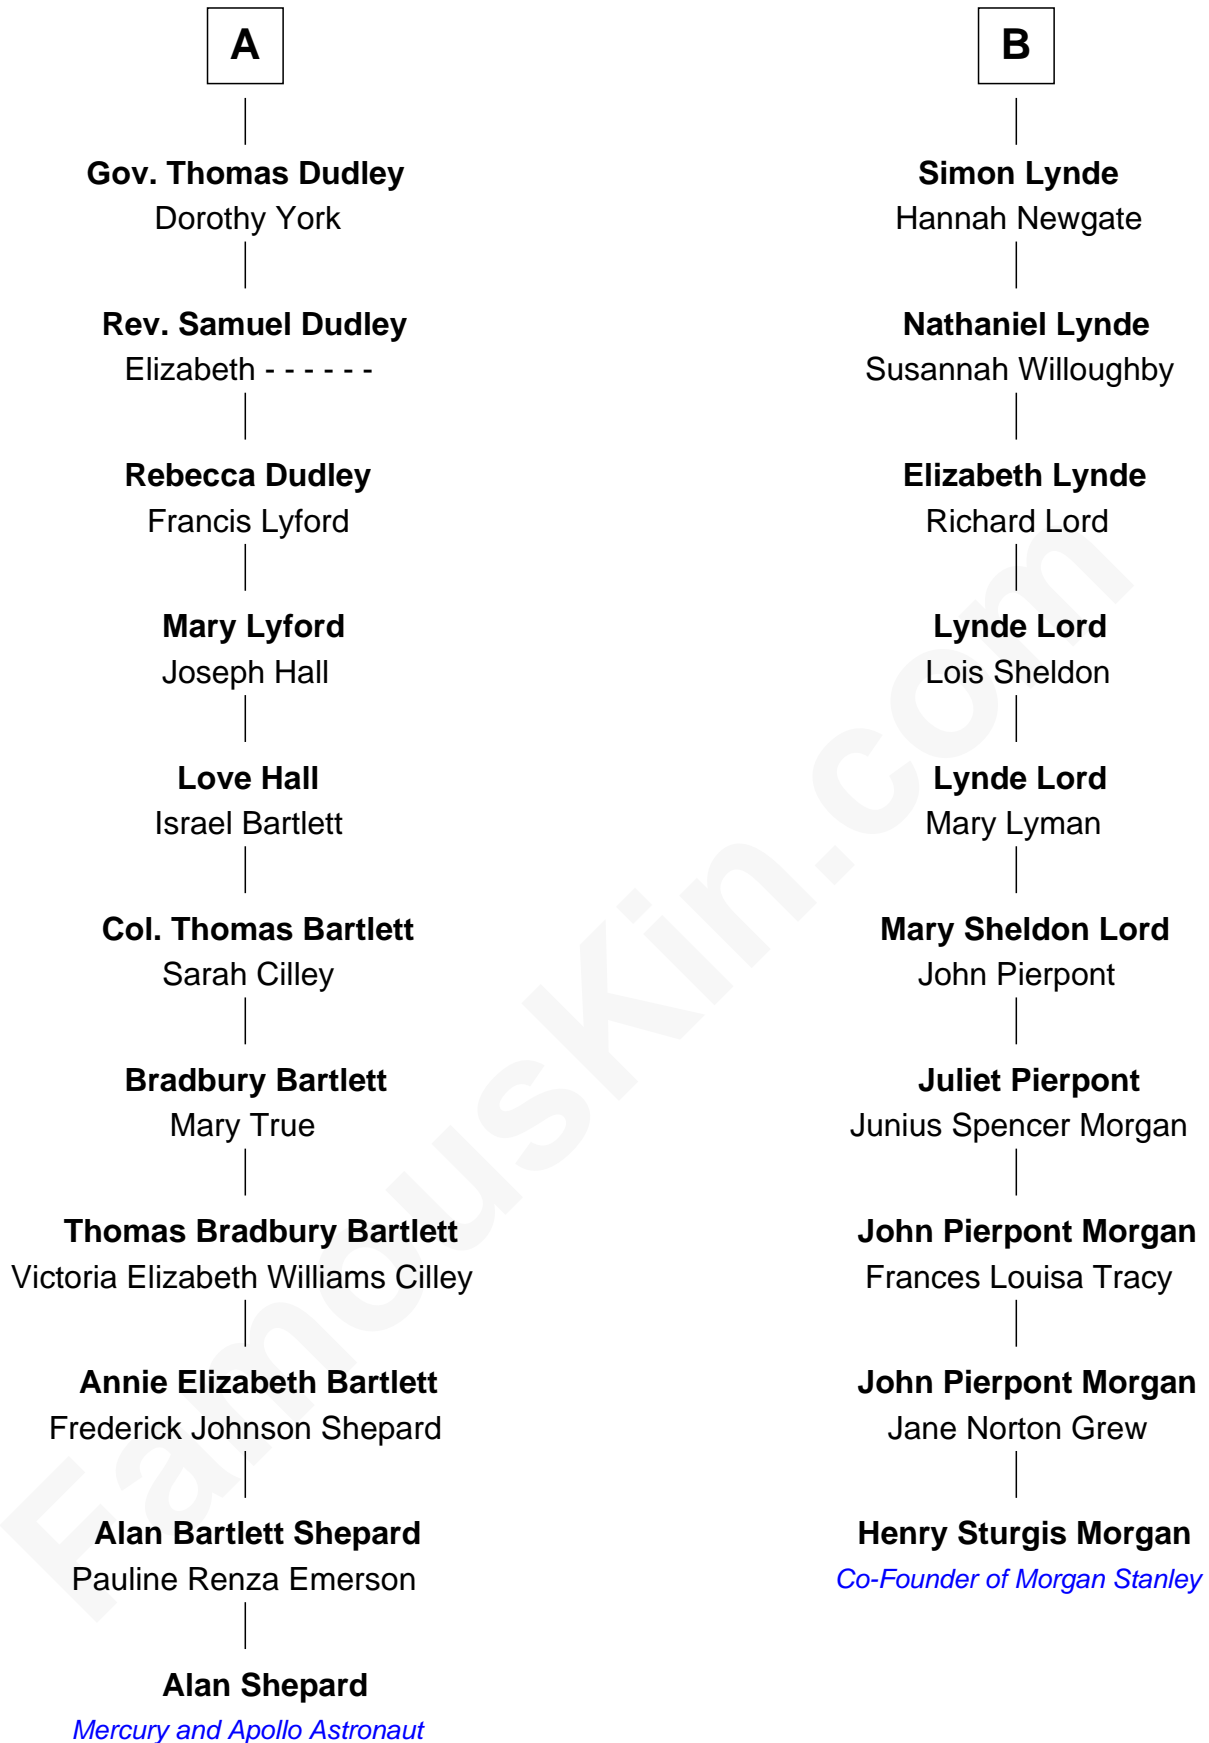 A
Gov. Thomas Dudley
Dorothy York
Rev. Samuel Dudley
Elizabeth - - - - - -
Rebecca Dudley
Francis Lyford
Mary Lyford
Joseph Hall
Love Hall
Israel Bartlett
Col. Thomas Bartlett
Sarah Cilley
Bradbury Bartlett
Mary True
Thomas Bradbury Bartlett
Victoria Elizabeth Williams Cilley
Annie Elizabeth Bartlett
Frederick Johnson Shepard
Alan Bartlett Shepard
Pauline Renza Emerson
Alan Shepard
Mercury and Apollo Astronaut
B
Simon Lynde
Hannah Newgate
Nathaniel Lynde
Susannah Willoughby
Elizabeth Lynde
Richard Lord
Lynde Lord
Lois Sheldon
Lynde Lord
Mary Lyman
Mary Sheldon Lord
John Pierpont
Juliet Pierpont
Junius Spencer Morgan
John Pierpont Morgan
Frances Louisa Tracy
John Pierpont Morgan
Jane Norton Grew
Henry Sturgis Morgan
Co-Founder of Morgan Stanley
FamousKin.com